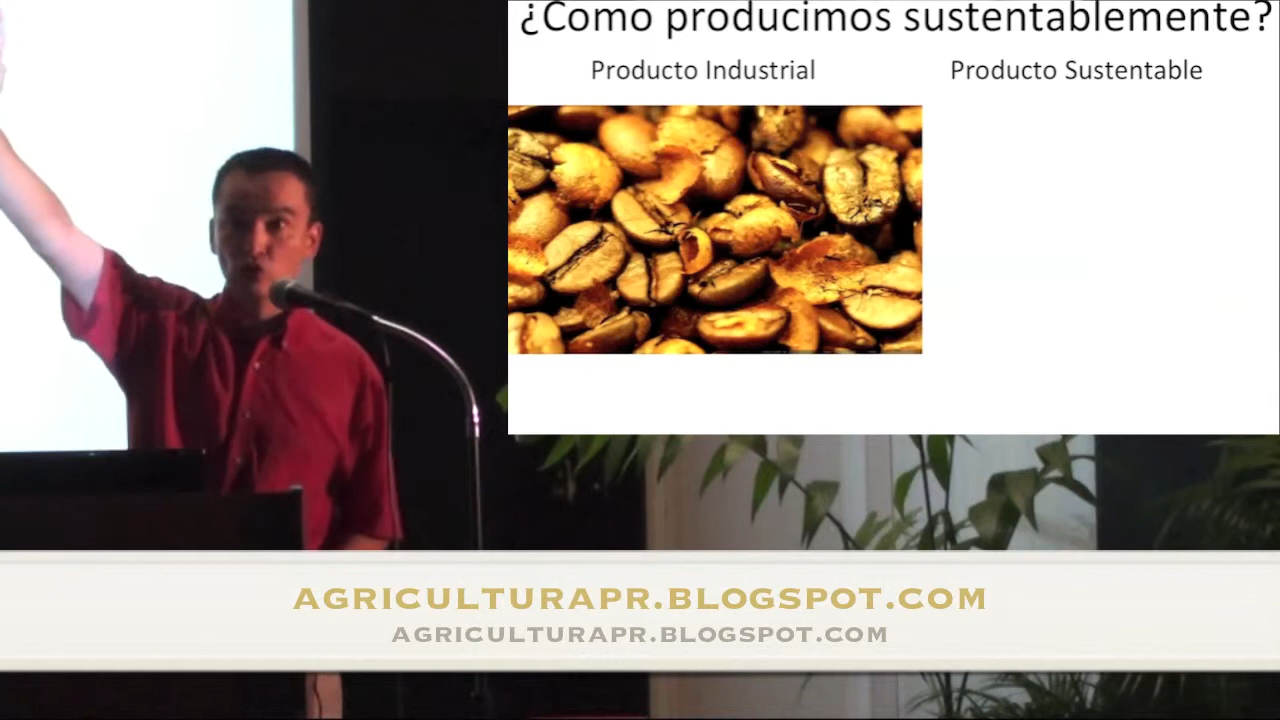 ¿Como producimos sustentablemente?
Producto Industrial
Producto Sustentable
AGRICULTURAPR.BLOGSPOT.COM
AGRICULTURAPR.BLOGSPOT.COM